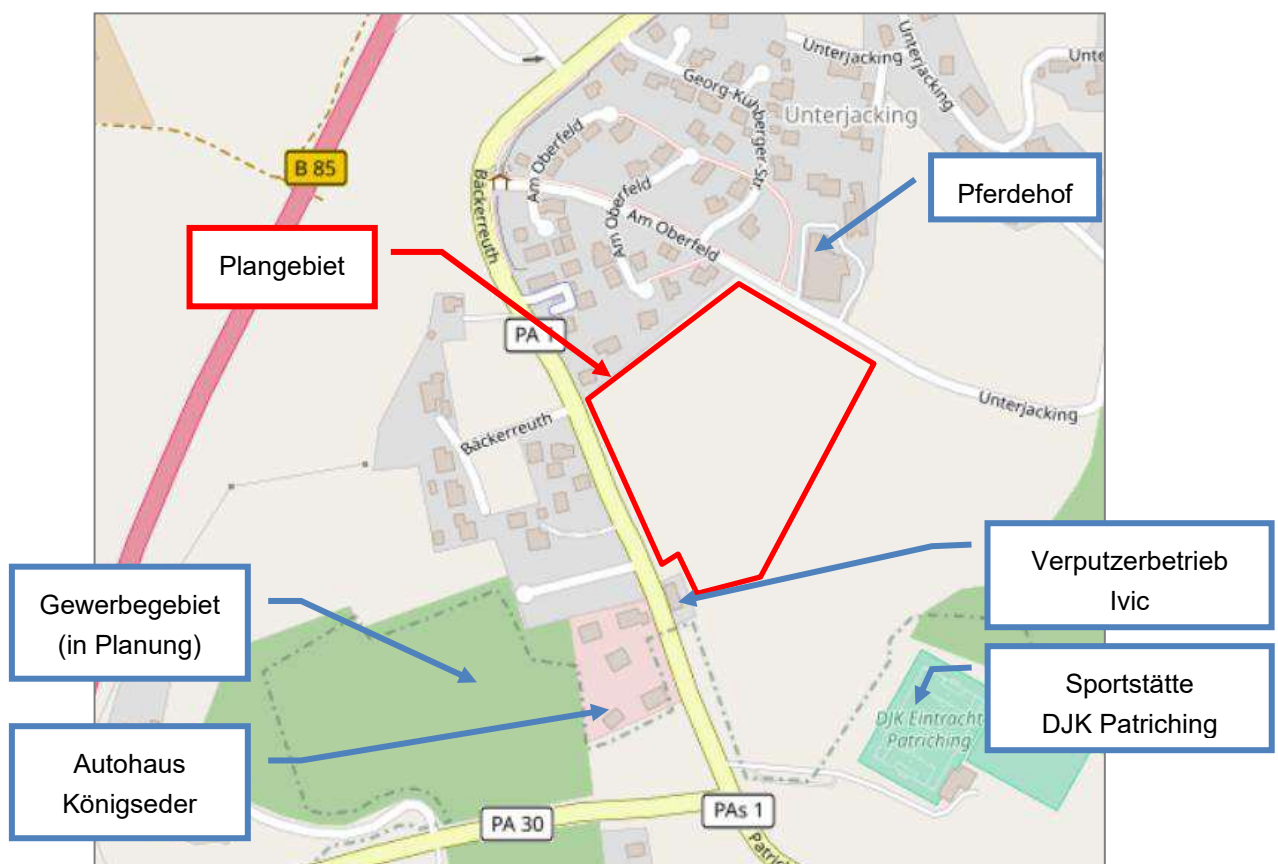 Unterjacking
Unterjacking
Unte
Georg-Kuhberger-Str.
Unterjacking
Am Oberfeld
B 85
Bäckerreuth
Am Oberfeld
Am Oberfeld
Am Oberfeld
Pferdehof
Plangebiet
PA 1
Unterjacking
Bäckerreuth
Verputzerbetrieb
Ivic
Gewerbegebiet
(in Planung)
Sportstätte
DJK Patriching
DJK Eintracht
Patriching
Autohaus
Königseder
PA 30
PAs 1
Patrich